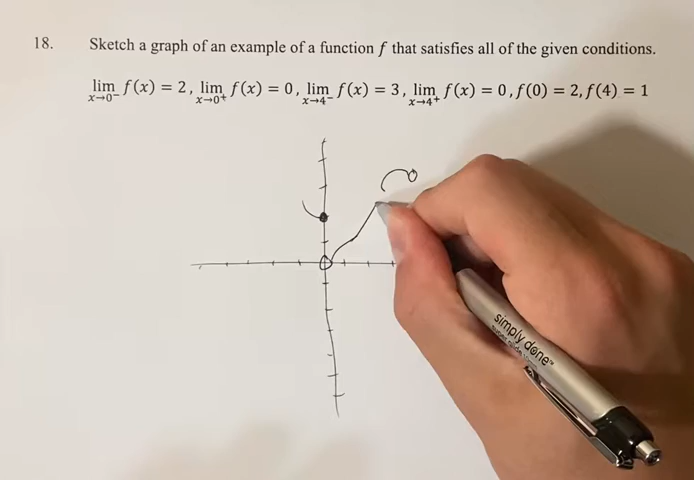 18. Sketch a graph of an example of a function f that satisfies all of the given conditions.
lim x→0⁻ f(x) = 2, lim x→0⁺ f(x) = 0, lim x→4⁻ f(x) = 3, lim x→4⁺ f(x) = 0, f(0) = 2, f(4) = 1
simply done™